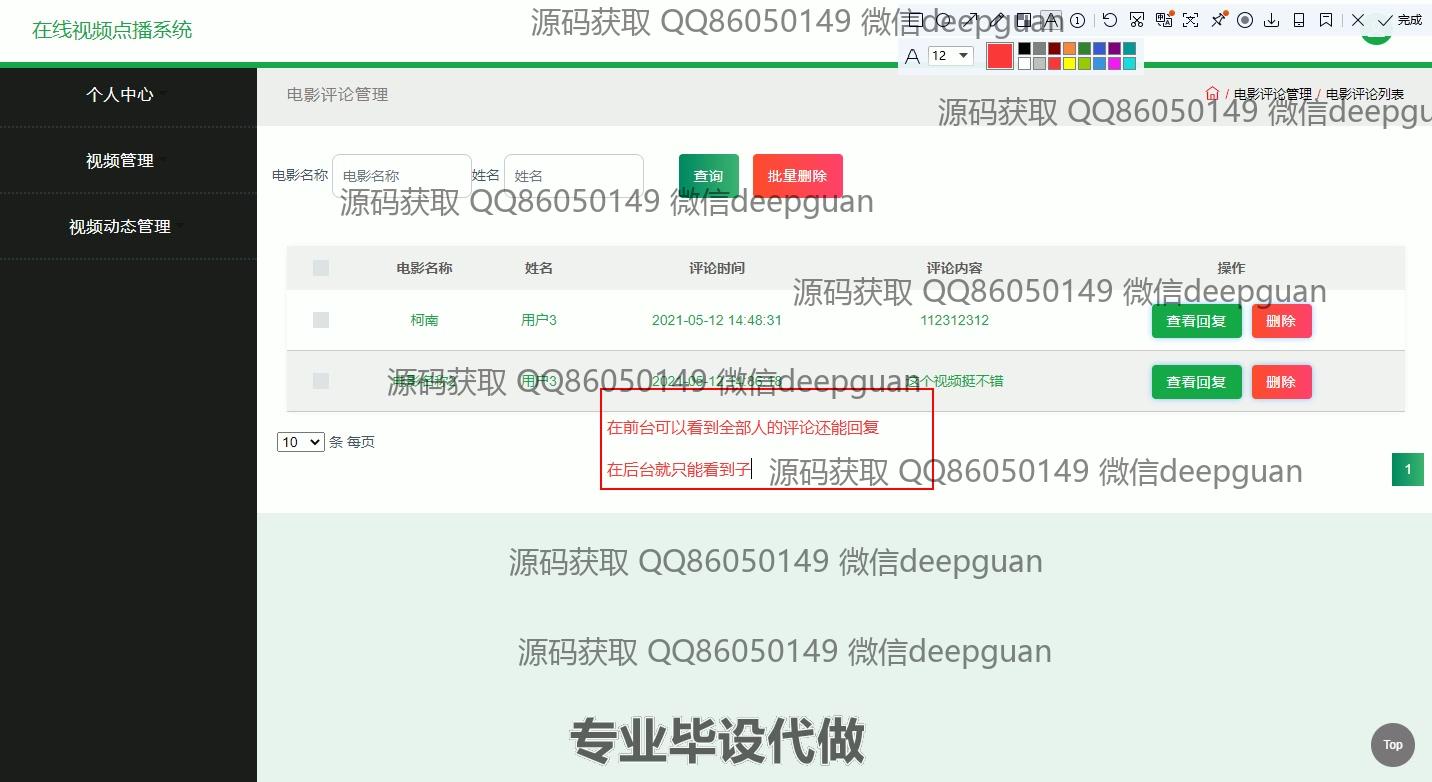 在线视频点播系统
源码获取 QQ86050149 微信deepguan
完成
12
个人中心
视频管理
视频动态管理
电影评论管理
/ 电影评论管理 / 电影评论列表
源码获取 QQ86050149 微信deepgu
电影名称 电影名称 姓名 姓名 查询 批量删除
源码获取 QQ86050149 微信deepguan
电影名称 姓名 评论时间 评论内容 操作
源码获取 QQ86050149 微信deepguan
柯南 用户3 2021-05-12 14:48:31 112312312 查看回复 删除
用户3 这个视频挺不错 查看回复 删除
源码获取 QQ86050149 微信deepguan
在前台可以看到全部人的评论还能回复
10 条 每页
在后台就只能看到子
源码获取 QQ86050149 微信deepguan
1
源码获取 QQ86050149 微信deepguan
源码获取 QQ86050149 微信deepguan
专业毕设代做
Top